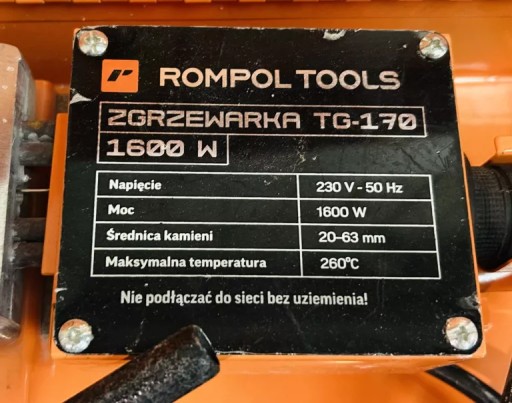 ROMPOL TOOLS
ZGRZEWARKA TG-170
1600 W
Napięcie 230 V - 50 Hz
Moc 1600 W
Średnica kamieni 20-63 mm
Maksymalna temperatura 260°C
Nie podłączać do sieci bez uziemienia!